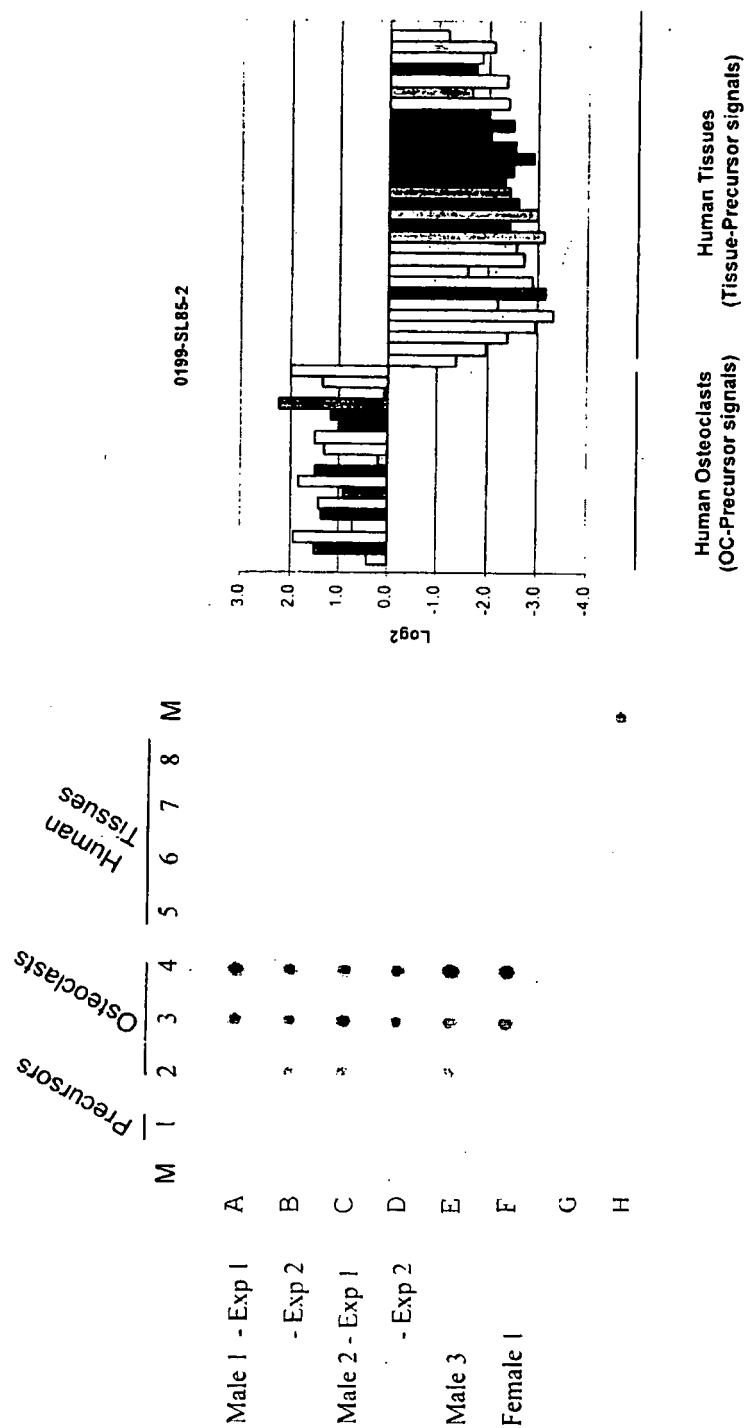 Precursors
Osteoclasts
Human
Tissues
M 1 2 3 4 5 6 7 8 M
Male 1 - Exp 1 A
- Exp 2 B
Male 2 - Exp 1 C
- Exp 2 D
Male 3 E
Female 1 F
G
H
0199-SL85-2
Log2
3.0
2.0
1.0
0.0
-1.0
-2.0
-3.0
-4.0
Human Osteoclasts
(OC-Precursor signals)
Human Tissues
(Tissue-Precursor signals)